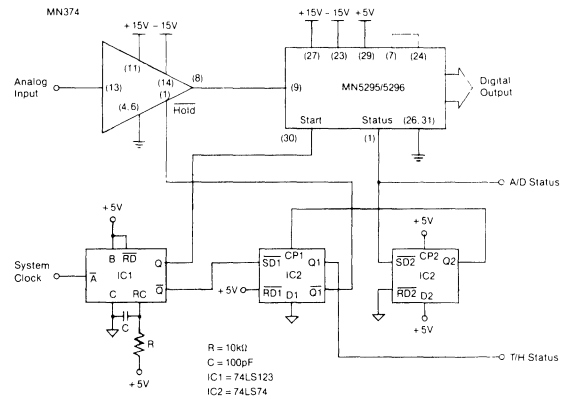 MN374
+15V -15V
+15V -15V +5V
(27) (23) (29) (7) (24)
(11)
(14)
(8)
Analog
Input
(13)
(1)
(4.6)
Hold
(9)
MN5295/5296
Digital
Output
Start
Status
(26.31)
(30)
(1)
A/D Status
+5V
+5V
System
Clock
B RD Q
A
IC1
Q
C RC
C
R
+5V
SD1 CP1 Q1
IC2
+5V
RD1 D1 Q1
SD2 CP2 Q2
IC2
RD2 D2
+5V
T/H Status
R = 10kΩ
C = 100pF
IC1 = 74LS123
IC2 = 74LS74